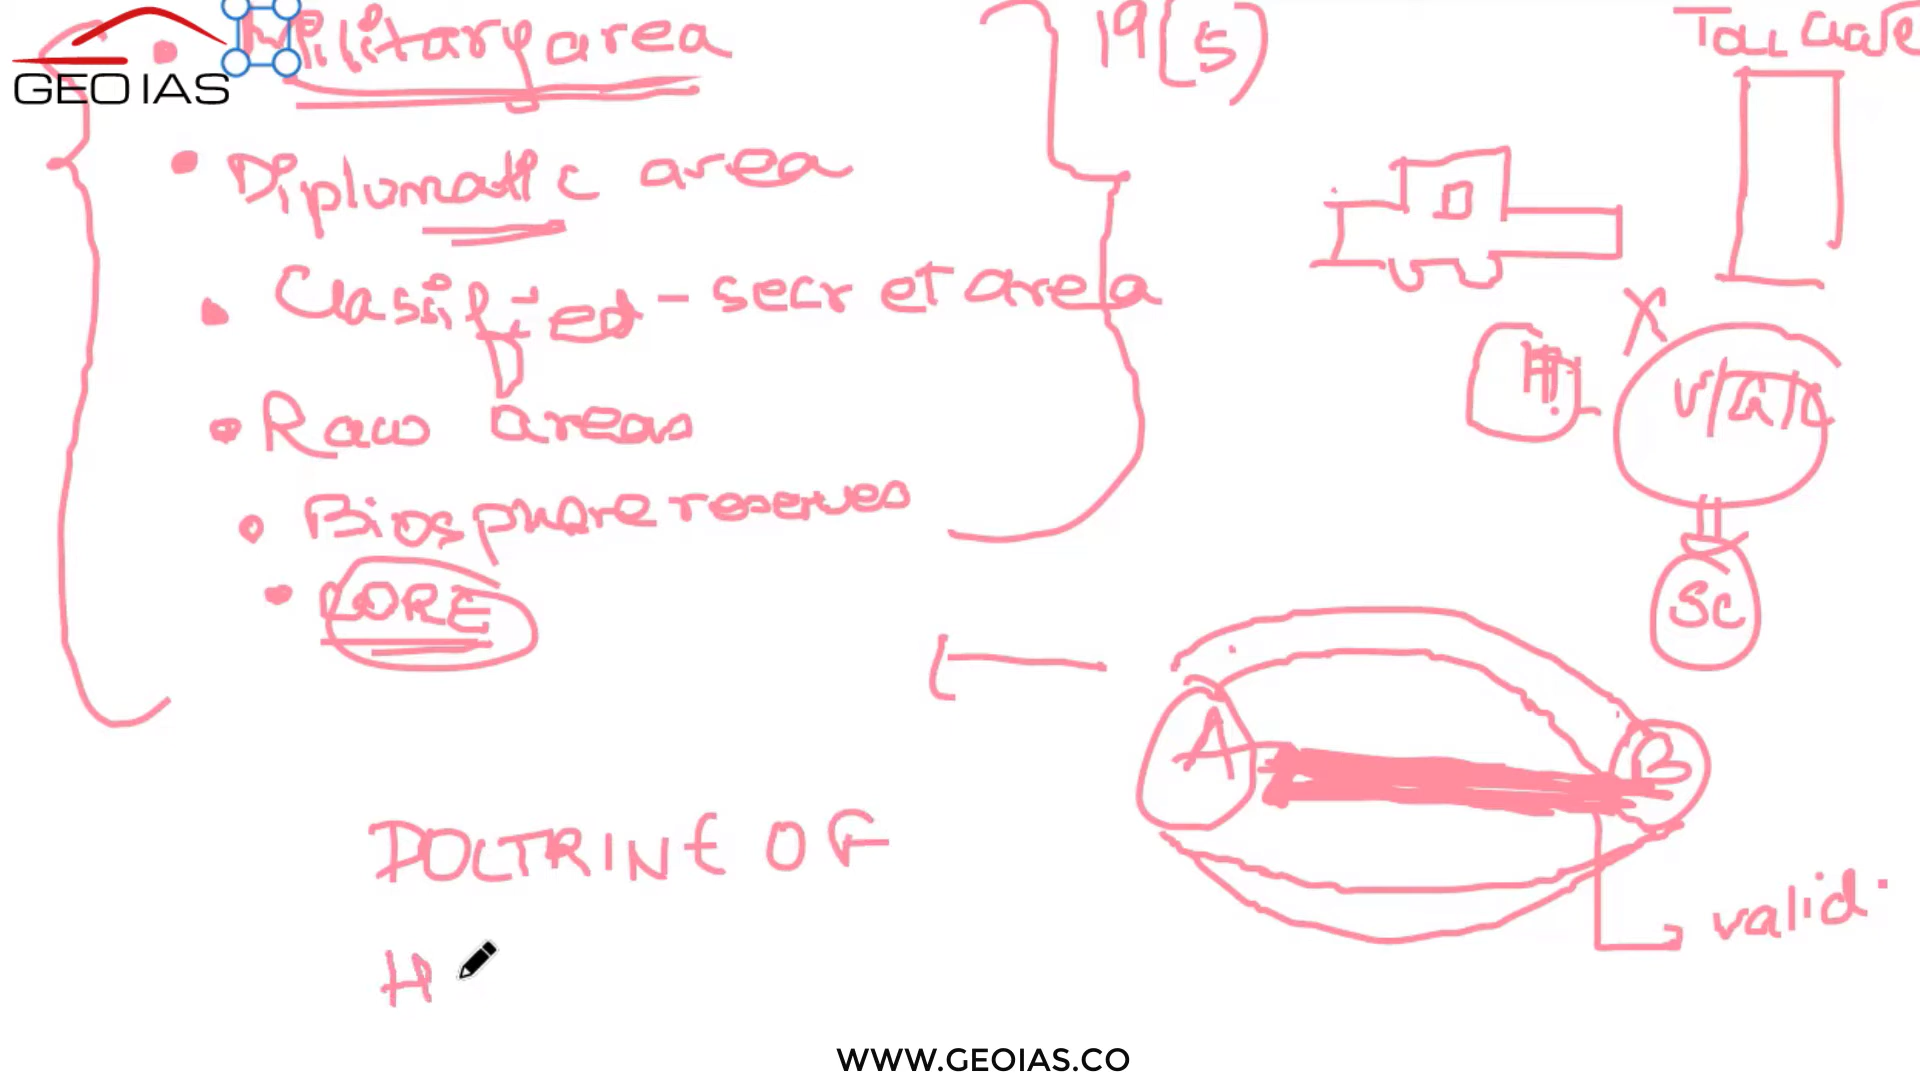 GEO IAS
Military area
Diplomatic area
Classified - secret area
Raw areas
Biosphere reserves
CORE
DOCTRINE OF
H
19(5)
Toll Gate
X
SC
A
B
valid.
WWW.GEOIAS.CO